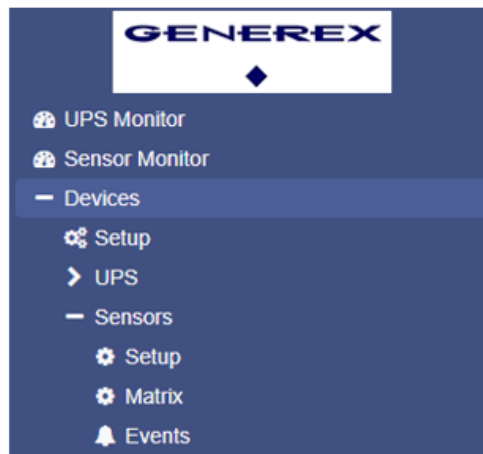 GENEREX
UPS Monitor
Sensor Monitor
Devices
Setup
UPS
Sensors
Setup
Matrix
Events